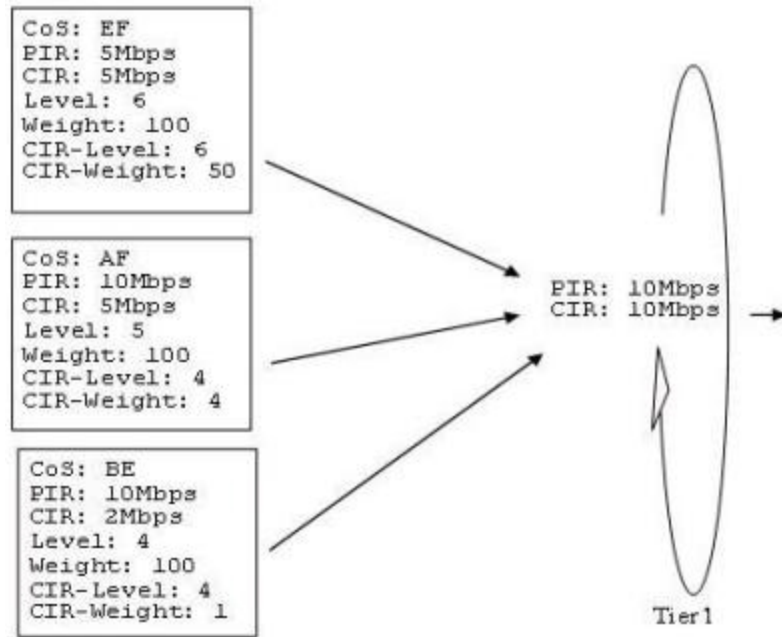 CoS: EF
PIR: 5Mbps
CIR: 5Mbps
Level: 6
Weight: 100
CIR-Level: 6
CIR-Weight: 50
CoS: AF
PIR: 10Mbps
CIR: 5Mbps
Level: 5
Weight: 100
CIR-Level: 4
CIR-Weight: 4
CoS: BE
PIR: 10Mbps
CIR: 2Mbps
Level: 4
Weight: 100
CIR-Level: 4
CIR-Weight: 1
PIR: 10Mbps
CIR: 10Mbps
Tier1